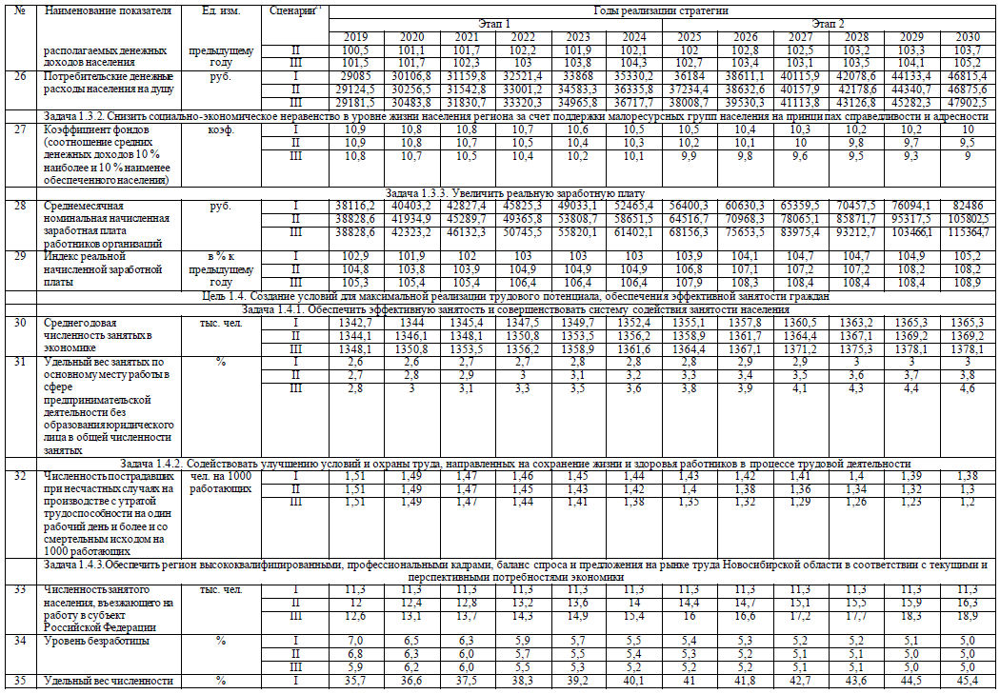 № Наименование показателя Ед. изм. Сценарии Годы реализации стратегии
Этап 1 Этап 2
2019 2020 2021 2022 2023 2024 2025 2026 2027 2028 2029 2030
располагаемых денежных предыдущему II 100,5 101,1 101,7 102,2 101,9 102,1 102 102,8 102,5 103,2 103,3 103,7
доходов населения году III 101,5 101,7 102,3 103 103,8 104,3 102,7 103,4 103,1 103,5 104,1 105,2
26 Потребительские денежные руб. I 29085 30106,8 31159,8 32521,4 33868 35330,2 36184 38611,1 40115,9 42078,6 44133,4 46815,4
расходы населения на душу II 29124,5 30256,5 31542,8 33001,2 34583,3 36335,8 37234,4 38632,6 40157,9 42178,6 44340,7 46875,6
III 29181,5 30483,8 31830,7 33320,3 34965,8 36717,7 38008,7 39530,3 41113,8 43126,8 45282,3 47902,5
Задача 1.3.2. Снизить социально-экономическое неравенство в уровне жизни населения региона за счет поддержки малоресурсных групп населения на принципах справедливости и адресности
27 Коэффициент фондов коэф. I 10,9 10,8 10,8 10,7 10,6 10,5 10,5 10,4 10,3 10,2 10,2 10
(соотношение средних II 10,9 10,8 10,7 10,5 10,4 10,3 10,2 10,1 10 9,8 9,7 9,5
денежных доходов 10 % III 10,8 10,7 10,5 10,4 10,2 10,1 9,9 9,8 9,6 9,5 9,3 9
наиболее и 10 % наименее
обеспеченного населения)
Задача 1.3.3. Увеличить реальную заработную плату
28 Среднемесячная руб. I 38116,2 40403,2 42827,4 45825,3 49033,1 52465,4 56400,3 60630,3 65359,5 70457,5 76094,1 82486
номинальная начисленная II 38828,6 41934,9 45289,7 49365,8 53808,7 58651,5 64516,7 70968,3 78065,1 85871,7 95317,5 105802,5
заработная плата III 38828,6 42323,2 46132,3 50745,5 55820,1 61402,1 68156,3 75653,5 83975,4 93212,7 103466,1 115364,7
работников организаций
29 Индекс реальной в % к I 102,9 101,9 102 103 103 103 103,9 104,1 104,7 104,7 104,9 105,2
начисленной заработной предыдущему II 104,8 103,8 103,9 104,9 104,9 104,9 106,8 107,1 107,2 107,2 108,2 108,2
платы году III 105,3 105,4 105,4 106,4 106,4 106,4 107,9 108,3 108,4 108,4 108,4 108,9
Цель 1.4. Создание условий для максимальной реализации трудового потенциала, обеспечения эффективной занятости граждан
Задача 1.4.1. Обеспечить эффективную занятость и совершенствовать систему содействия занятости населения
30 Среднегодовая тыс. чел. I 1342,7 1344 1345,4 1347,5 1349,7 1352,4 1355,1 1357,8 1360,5 1363,2 1365,3 1365,3
численность занятых в II 1344,1 1346,1 1348,1 1350,8 1353,5 1356,2 1358,9 1361,7 1364,4 1367,1 1369,2 1369,2
экономике III 1348,1 1350,8 1353,5 1356,2 1358,9 1361,6 1364,4 1367,1 1371,2 1375,3 1378,1 1378,1
31 Удельный вес занятых по % I 2,6 2,6 2,7 2,7 2,8 2,8 2,8 2,9 2,9 3 3 3
основному месту работы в II 2,7 2,8 2,9 3 3,1 3,2 3,3 3,4 3,5 3,6 3,7 3,8
сфере III 2,8 3 3,1 3,3 3,5 3,6 3,8 3,9 4,1 4,3 4,4 4,6
предпринимательской
деятельности без
образования юридического
лица в общей численности
занятых
Задача 1.4.2. Содействовать улучшению условий и охраны труда, направленных на сохранение жизни и здоровья работников в процессе трудовой деятельности
32 Численность пострадавших чел. на 1000 I 1,51 1,49 1,47 1,46 1,45 1,44 1,43 1,42 1,41 1,4 1,39 1,38
при несчастных случаях на работающих II 1,51 1,49 1,47 1,45 1,43 1,42 1,4 1,38 1,36 1,34 1,32 1,3
производстве с утратой III 1,51 1,49 1,47 1,44 1,41 1,38 1,35 1,32 1,29 1,26 1,23 1,2
трудоспособности на один
рабочий день и более и со
смертельным исходом на
1000 работающих
Задача 1.4.3.Обеспечить регион высококвалифицированными, профессиональными кадрами, баланс спроса и предложения на рынке труда Новосибирской области в соответствии с текущими и
перспективными потребностями экономики
33 Численность занятого тыс. чел. I 11,3 11,3 11,3 11,3 11,3 11,3 11,3 11,3 11,3 11,3 11,3 11,3
населения, въезжающего на II 12 12,4 12,8 13,2 13,6 14 14,4 14,7 15,1 15,5 15,9 16,3
работу в субъект III 12,6 13,1 13,7 14,3 14,9 15,4 16 16,6 17,2 17,7 18,3 18,9
Российской Федерации
34 Уровень безработицы % I 7,0 6,5 6,3 5,9 5,7 5,5 5,4 5,3 5,2 5,2 5,1 5,0
II 6,8 6,3 6,0 5,7 5,5 5,4 5,3 5,2 5,1 5,1 5,0 5,0
III 5,9 6,2 6,0 5,5 5,3 5,2 5,2 5,2 5,1 5,1 5,0 5,0
35 Удельный вес численности % I 35,7 36,6 37,5 38,3 39,2 40,1 41 41,8 42,7 43,6 44,5 45,4